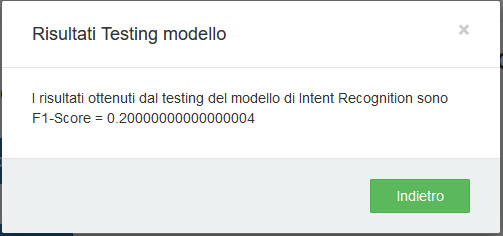 Risultati Testing modello
×
I risultati ottenuti dal testing del modello di Intent Recognition sono
F1-Score = 0.20000000000000004
Indietro